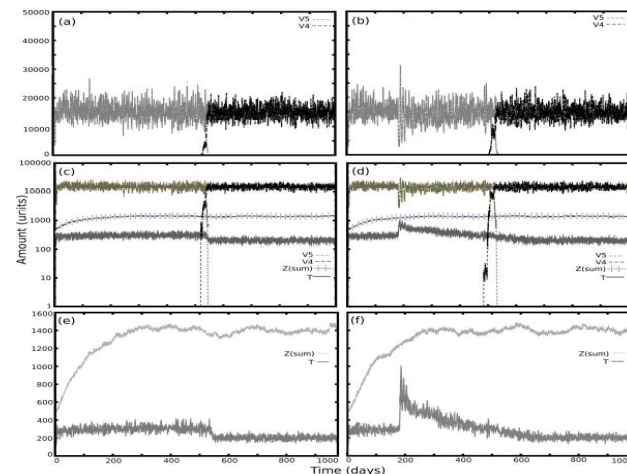 (a)
V5
V4
50000
40000
30000
20000
10000
0
(b)
V5
V4
(c)
100000
10000
1000
100
10
1
V5
V4
Z(sum)
T
(d)
V5
V4
Z(sum)
T
Amount (units)
(e)
1600
1400
1200
1000
800
600
400
200
0
Z(sum)
T
(f)
Z(sum)
T
0 200 400 600 800 1000
0 200 400 600 800 1000
Time (days)